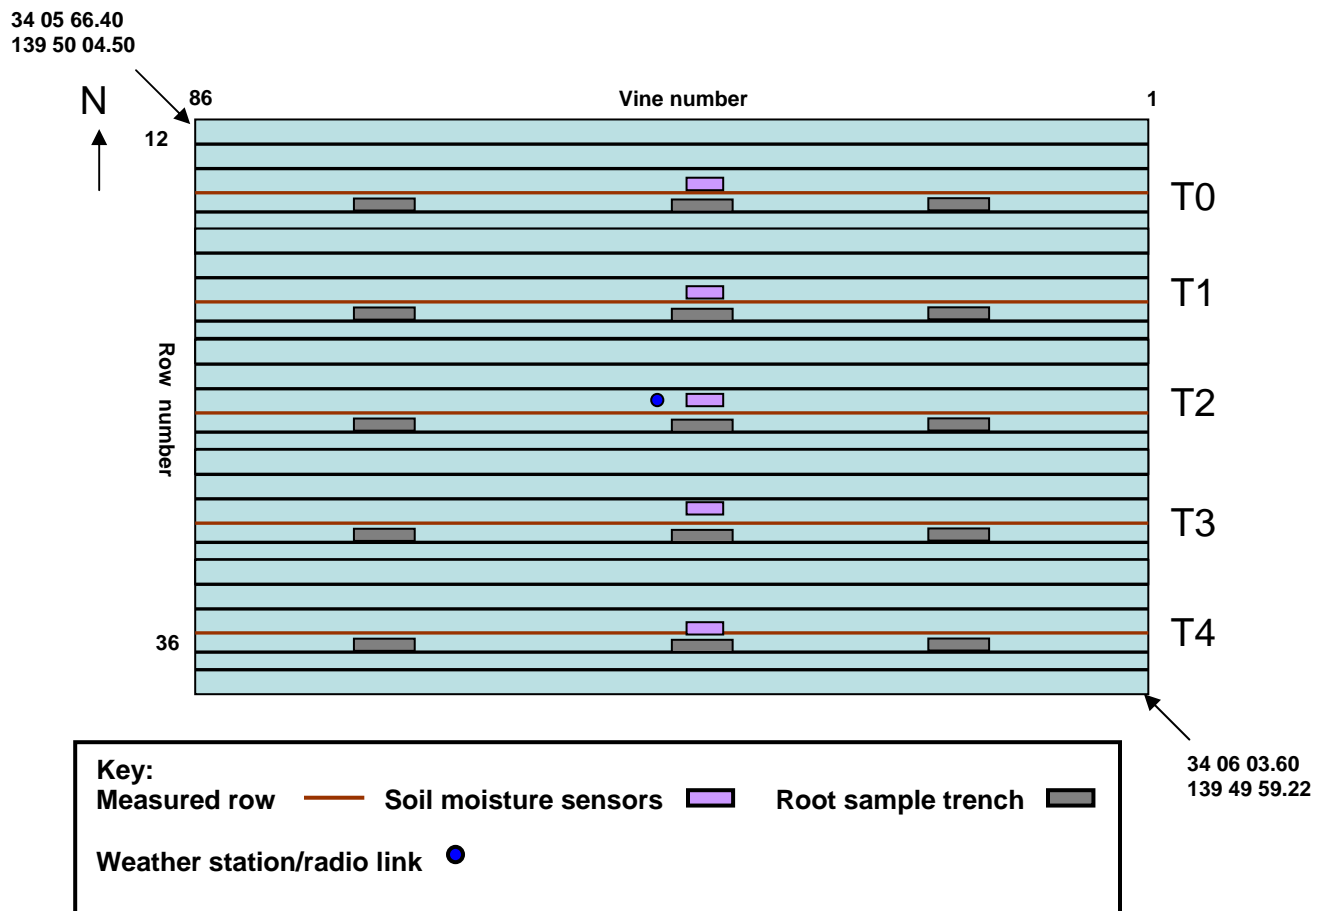 34 05 66.40
139 50 04.50
N
86 Vine number 1
12
T0
T1
Row number
T2
T3
36
T4
34 06 03.60
139 49 59.22
Key:
Measured row Soil moisture sensors Root sample trench
Weather station/radio link